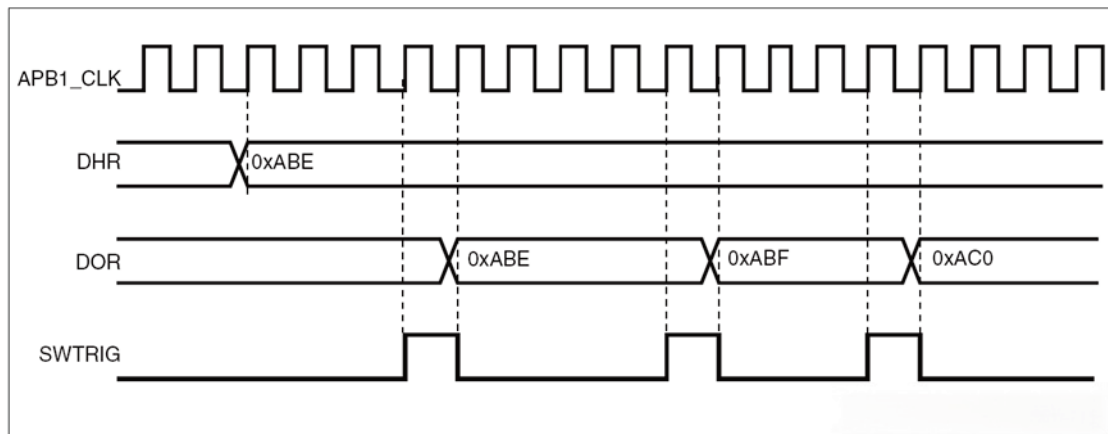 APB1_CLK
DHR
0xABE
DOR
0xABE
0xABF
0xAC0
SWTRIG